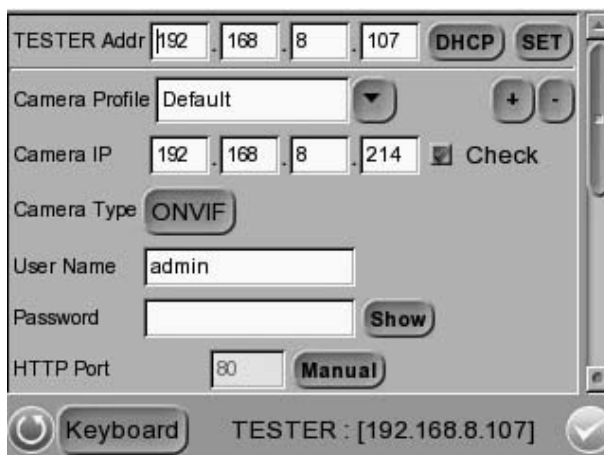 TESTER Addr 192 . 168 . 8 . 107 DHCP SET
Camera Profile Default + -
Camera IP 192 . 168 . 8 . 214 Check
Camera Type ONVIF
User Name admin
Password Show
HTTP Port 80 Manual
Keyboard TESTER : [192.168.8.107]